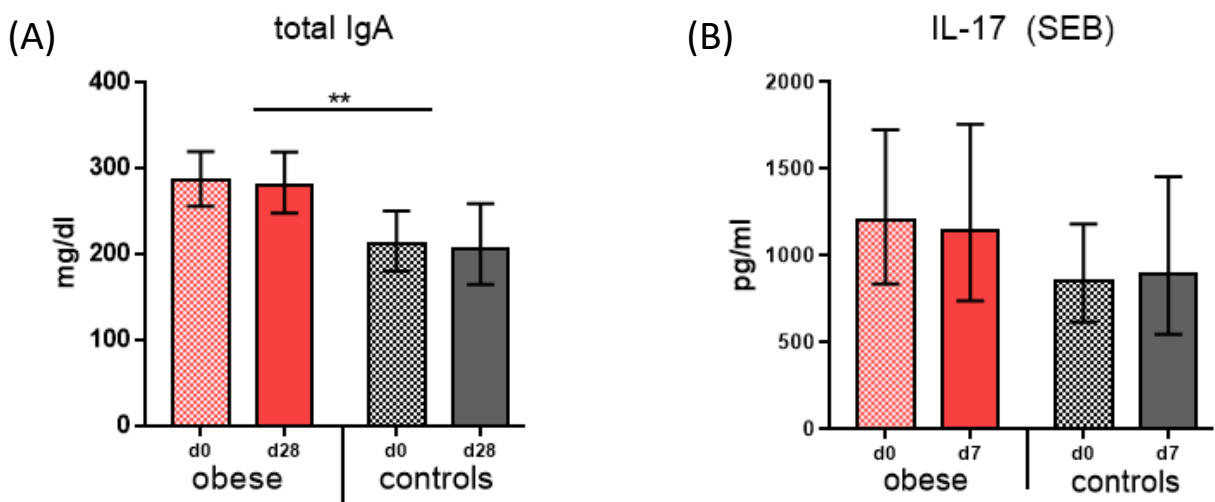 (A)
total IgA
400
300
200
100
0
mg/dl
**
d0 d28 d0 d28
obese controls
(B)
IL-17 (SEB)
2000
1500
1000
500
0
pg/ml
d0 d7 d0 d7
obese controls